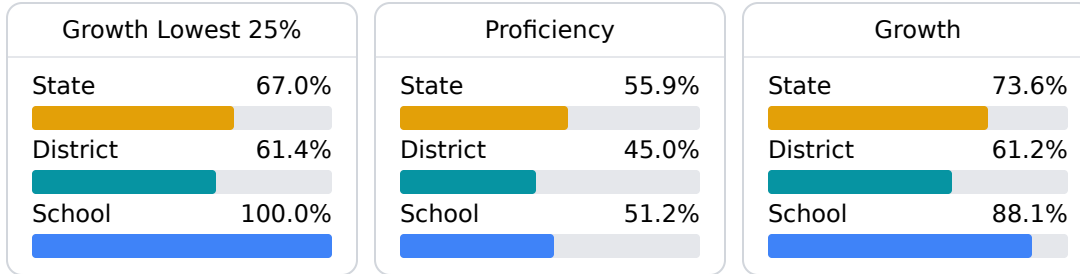 Growth Lowest 25%
State 67.0%
District 61.4%
School 100.0%
Proficiency
State 55.9%
District 45.0%
School 51.2%
Growth
State 73.6%
District 61.2%
School 88.1%